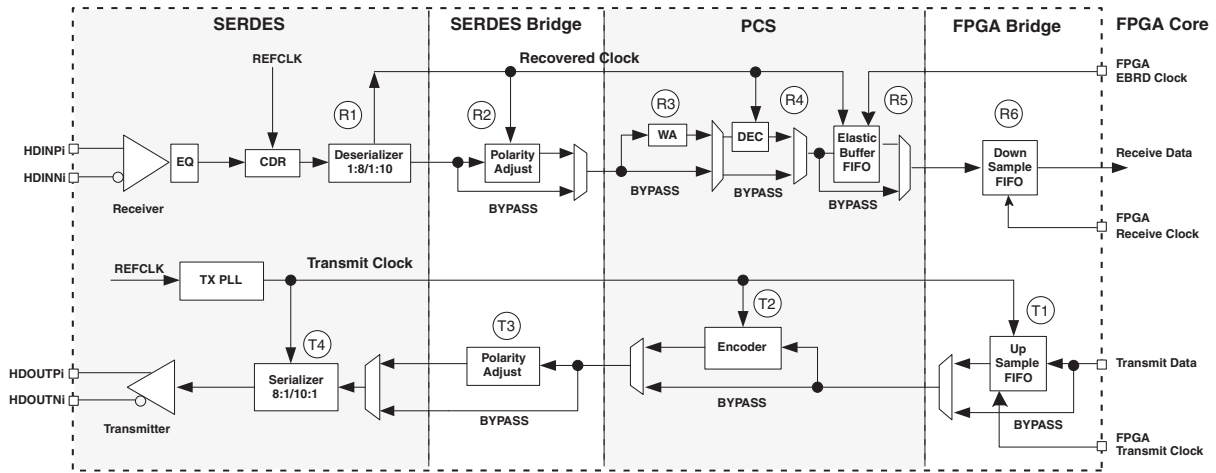 SERDES
SERDES Bridge
PCS
FPGA Bridge
FPGA Core
REFCLK
Recovered Clock
FPGA
EBRD Clock
R1
R2
R3
R4
R5
R6
HDINPi
HDINNi
EQ
CDR
Deserializer
1:8/1:10
Polarity
Adjust
BYPASS
WA
BYPASS
DEC
BYPASS
Elastic
Buffer
FIFO
BYPASS
Down
Sample
FIFO
Receive Data
Receiver
FPGA
Receive Clock
REFCLK
TX PLL
Transmit Clock
T4
T3
T2
T1
HDOUTPi
HDOUTNi
Transmitter
Serializer
8:1/10:1
Polarity
Adjust
BYPASS
Encoder
BYPASS
Up
Sample
FIFO
BYPASS
Transmit Data
FPGA
Transmit Clock